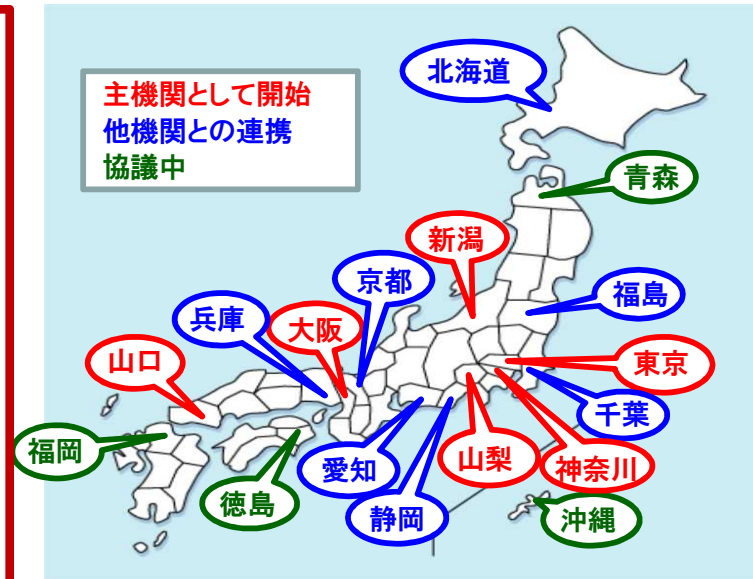 主機関として開始
他機関との連携
協議中
北海道
青森
新潟
京都
福島
兵庫
大阪
山口
東京
千葉
福岡
愛知
山梨
神奈川
徳島
静岡
沖縄